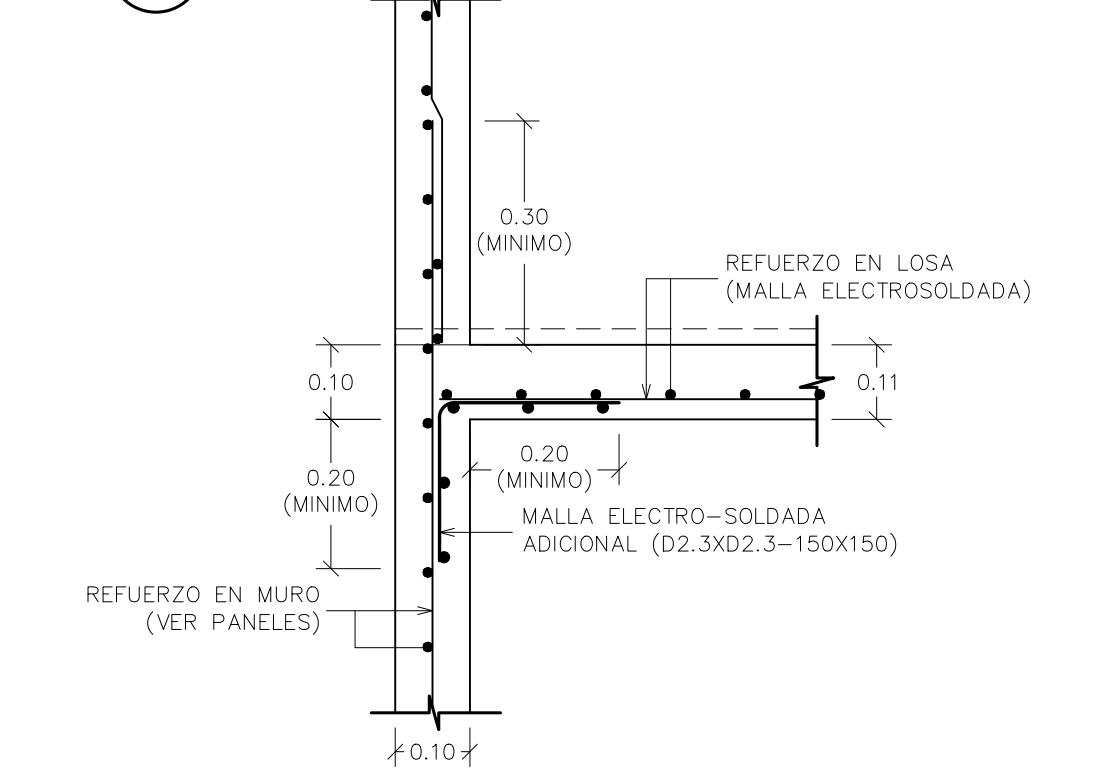 0.30
(MINIMO)
REFUERZO EN LOSA
(MALLA ELECTROSOLDADA)
0.10
0.11
0.20
(MINIMO)
0.20
(MINIMO)
MALLA ELECTRO-SOLDADA
ADICIONAL (D2.3XD2.3-150X150)
REFUERZO EN MURO
(VER PANELES)
0.10